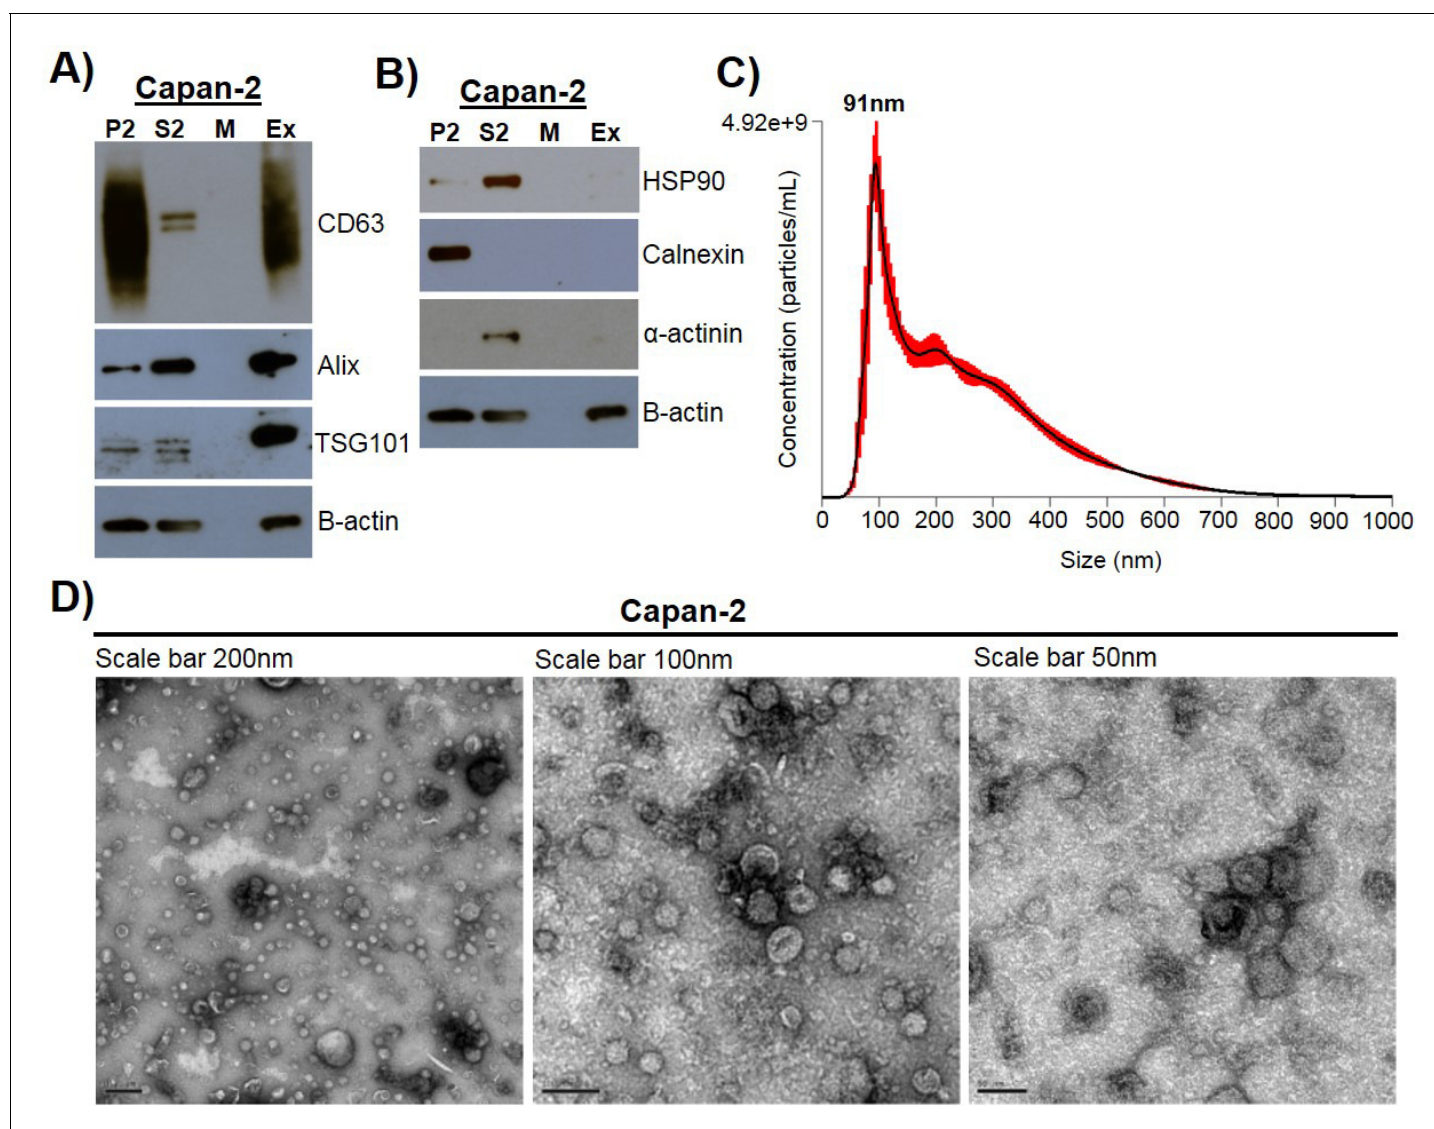 A)
Capan-2
P2 S2 M Ex
CD63
Alix
TSG101
B-actin
B)
Capan-2
P2 S2 M Ex
HSP90
Calnexin
α-actinin
B-actin
C)
91nm
4.92e+9
Concentration (particles/mL)
0 100 200 300 400 500 600 700 800 900 1000
Size (nm)
D)
Capan-2
Scale bar 200nm
Scale bar 100nm
Scale bar 50nm